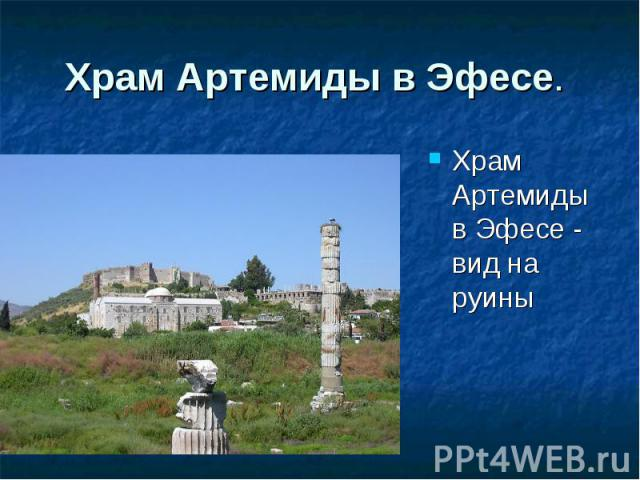 Храм Артемиды в Эфесе.
Храм
Артемиды
в Эфесе -
вид на
руины
PPt4WEB.ru